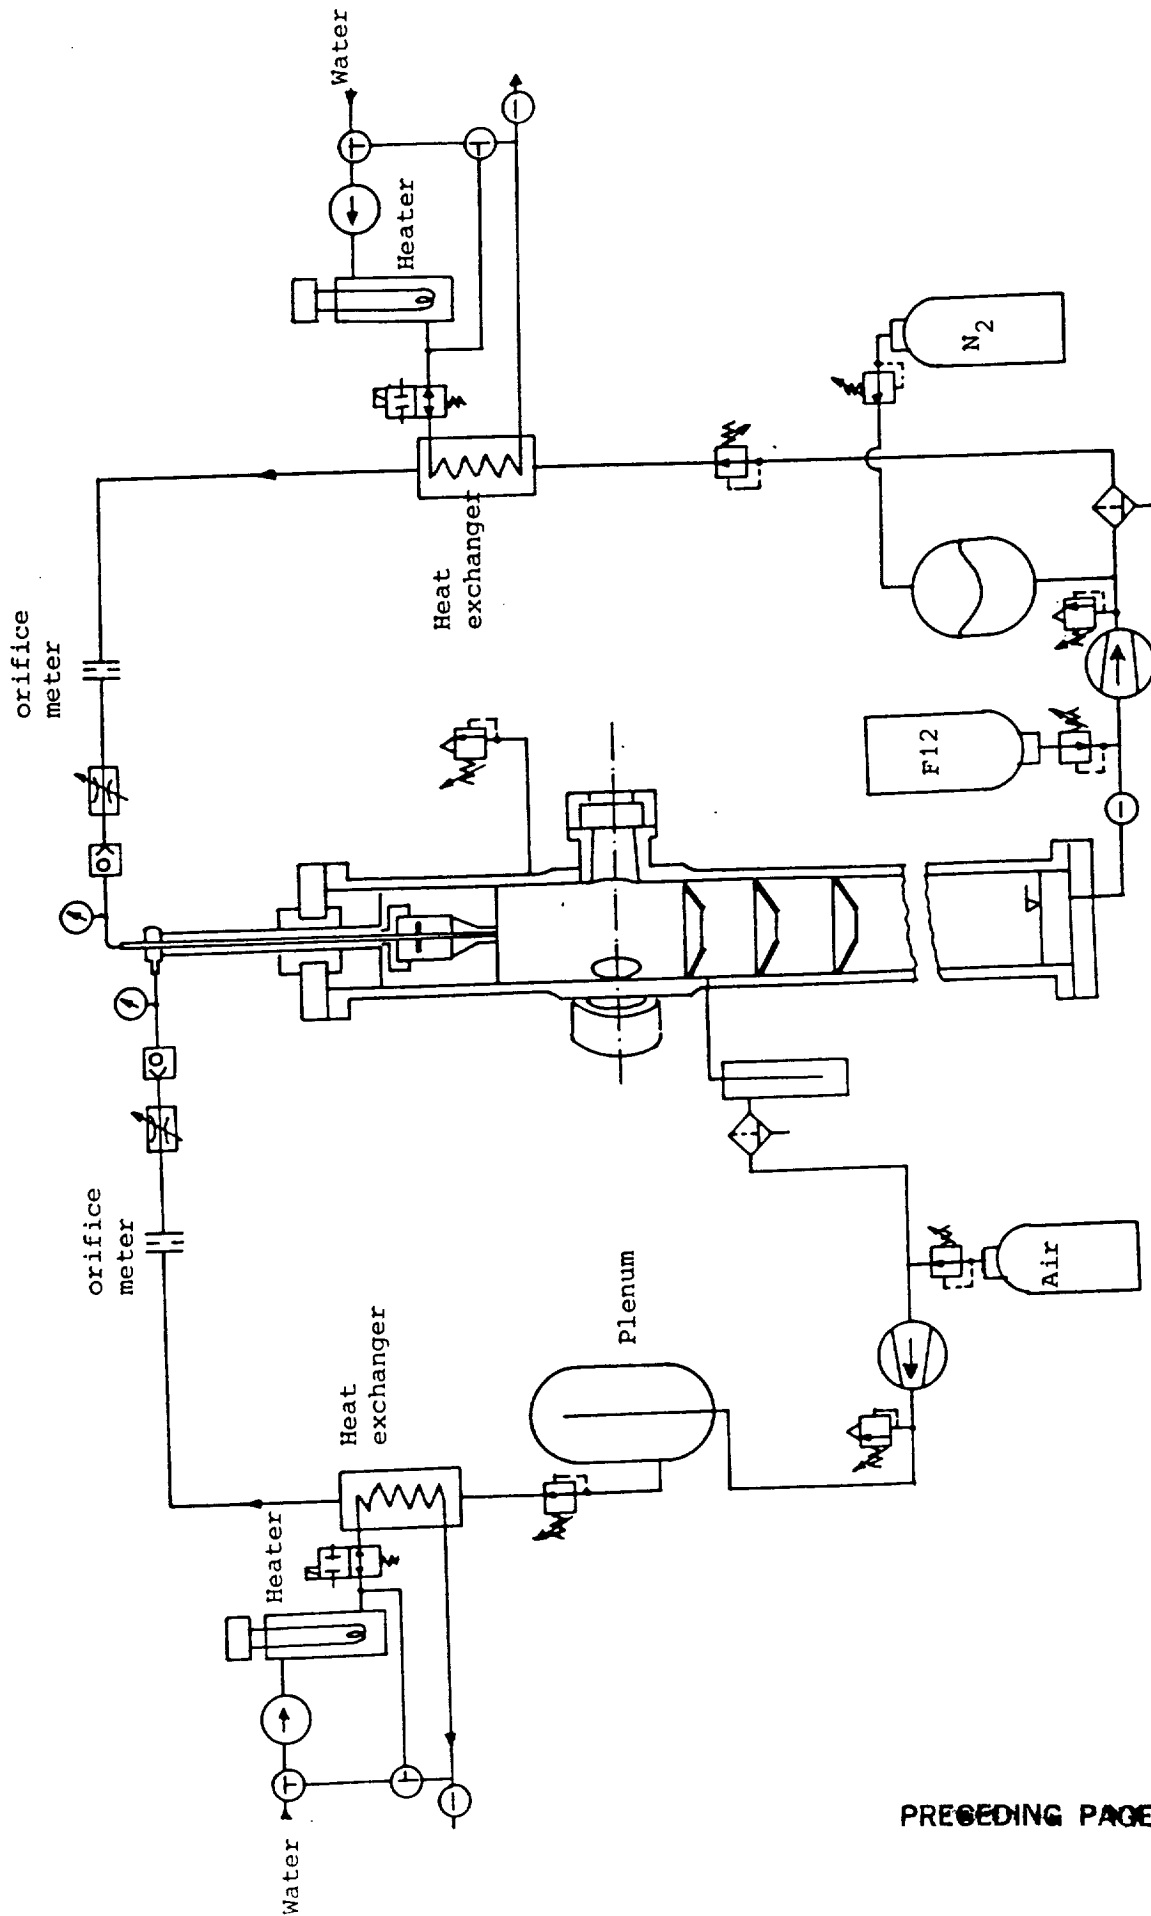 Water
Heater
Heat
exchanger
orifice
meter
N2
F12
orifice
meter
Plenum
Air
Heat
exchanger
Heater
Water
PRECEDING PAGE